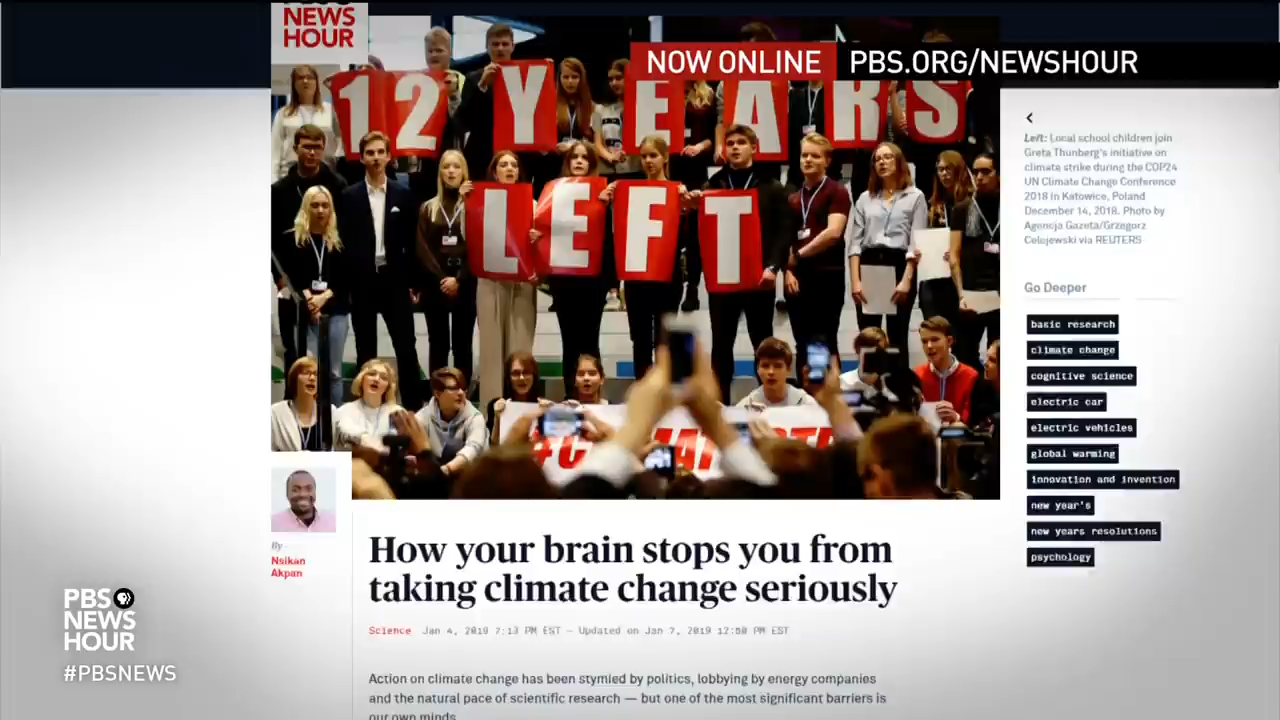 PBS
NEWS
HOUR
NOW ONLINE
PBS.ORG/NEWSHOUR
12 YEARS
LEFT
Left: Local school children join
Greta Thunberg's initiative on
climate strike during the COP24
UN Climate Change Conference
2018 in Katowice, Poland
December 14, 2018. Photo by
Agencja Gazeta/Grzegorz
Celejewski via REUTERS
Go Deeper
basic research
climate change
cognitive science
electric car
electric vehicles
global warming
innovation and invention
new year's
new years resolutions
psychology
By
Nsikan
Akpan
How your brain stops you from
taking climate change seriously
Science Jan 4, 2019 7:13 PM EST — Updated on Jan 7, 2019 12:50 PM EST
Action on climate change has been stymied by politics, lobbying by energy companies
and the natural pace of scientific research — but one of the most significant barriers is
our own minds.
PBS
NEWS
HOUR
#PBSNEWS